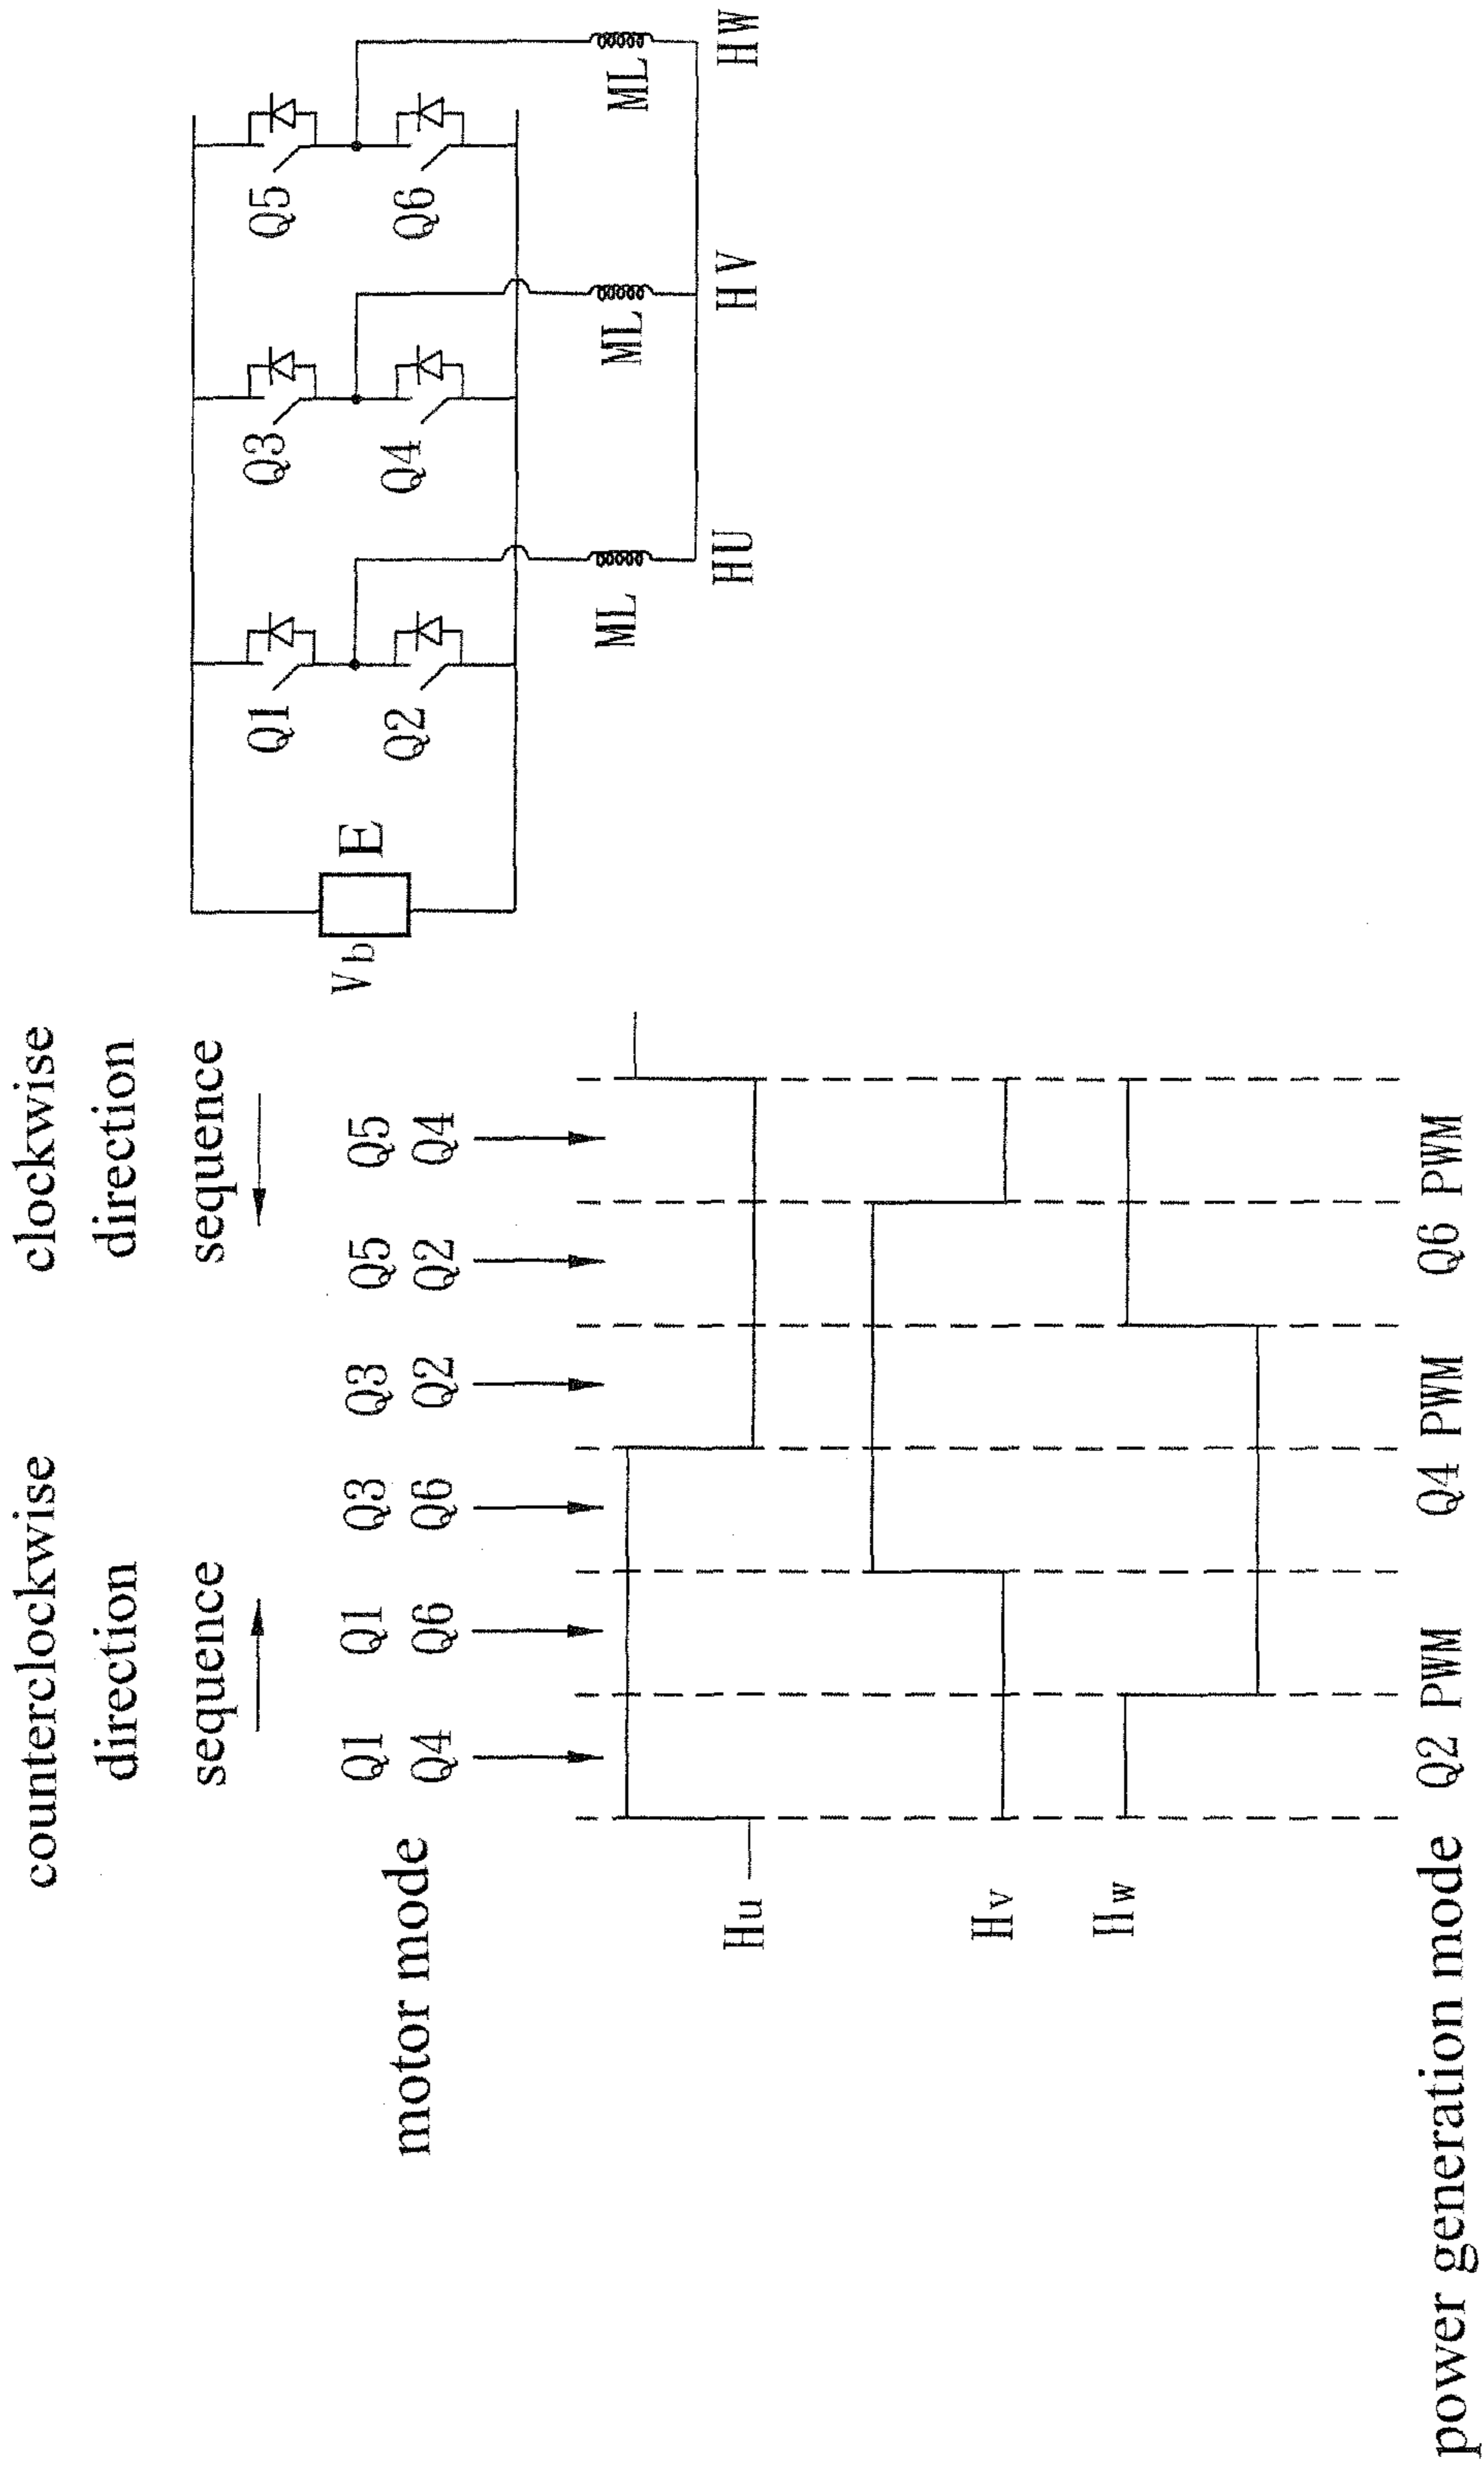 counterclockwise
direction
sequence
clockwise
direction
sequence
motor mode
Q1 Q1 Q3 Q3 Q5 Q5
Q4 Q6 Q6 Q2 Q2 Q4
Hu
Hv
Hw
power generation mode
Q2 PWM Q4 PWM Q6 PWM
Vb
E
Q1
Q3
Q5
Q2
Q4
Q6
ML
ML
ML
HU
HV
HW